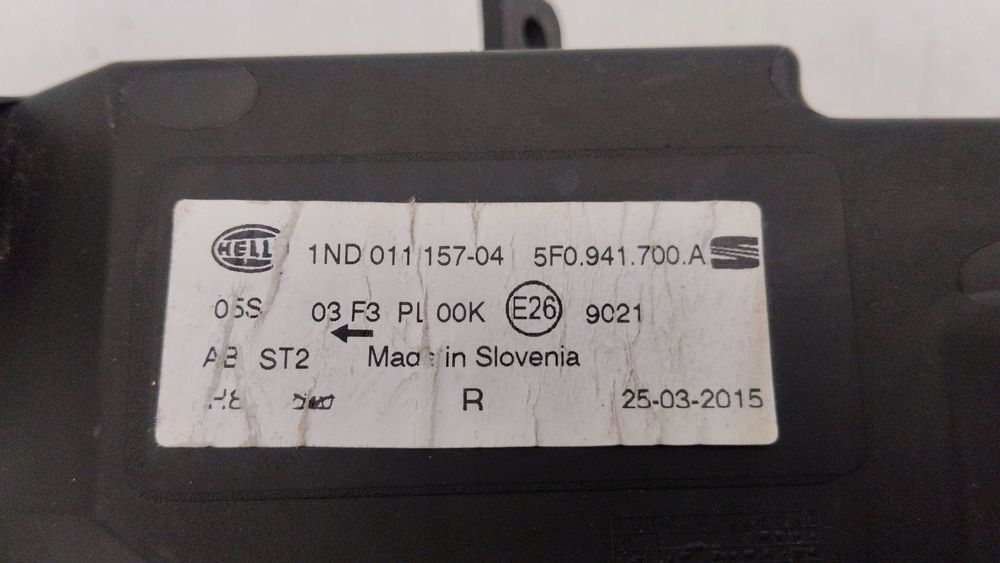 HELL 1ND 011 157-04 5F0.941.700.A
05S 03 F3 PL 00K E26 9021
AB ST2 Made in Slovenia
R 25-03-2015